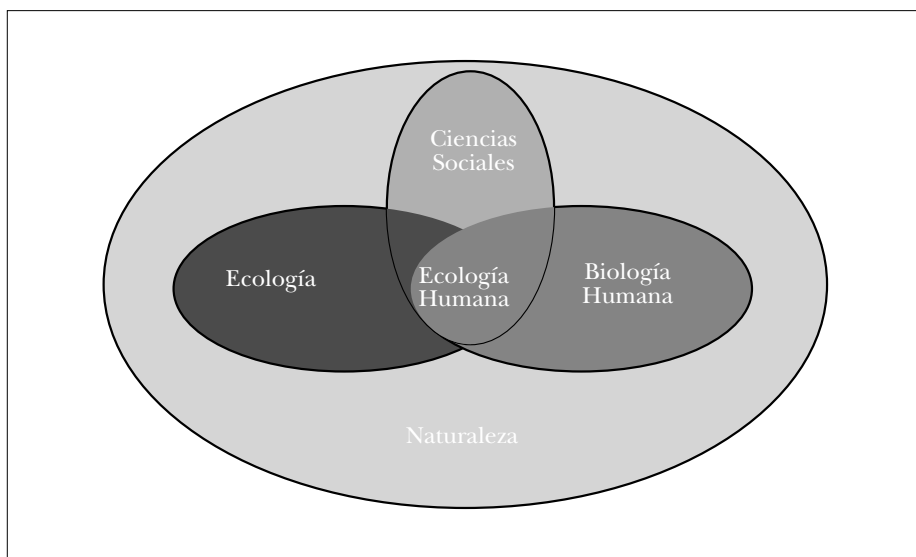 Ciencias
Sociales
Ecología
Ecología
Humana
Biología
Humana
Naturaleza